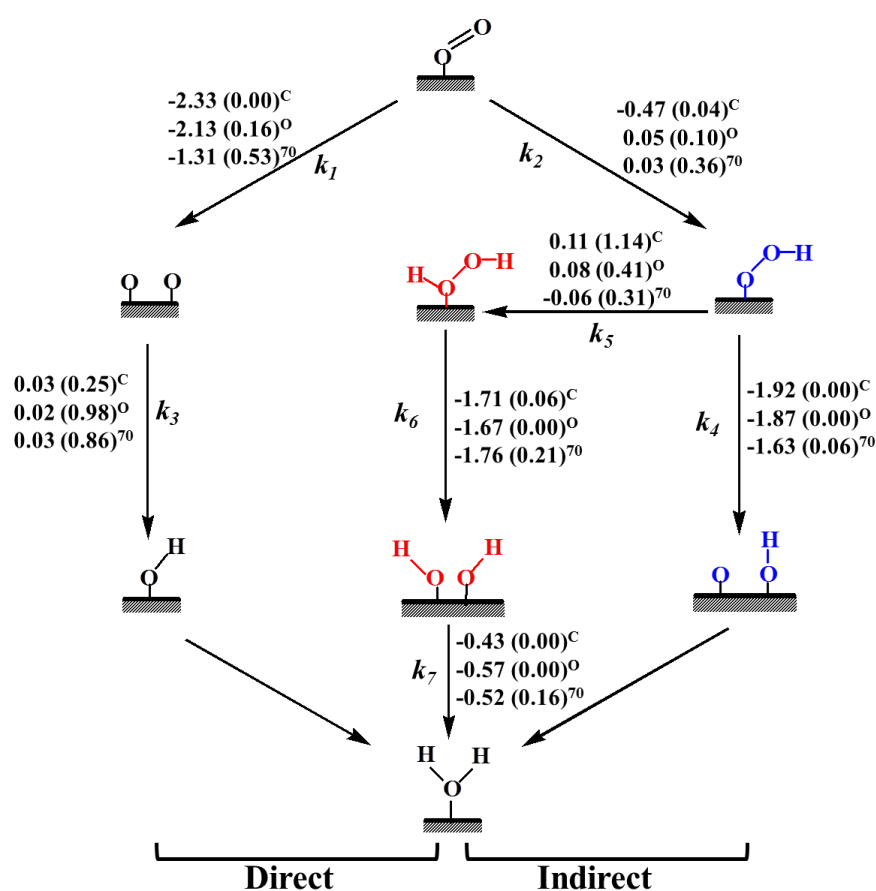 O
O
-2.33 (0.00)ᶜ
-2.13 (0.16)ᴼ
-1.31 (0.53)⁷⁰
k₁
-0.47 (0.04)ᶜ
0.05 (0.10)ᴼ
0.03 (0.36)⁷⁰
k₂
O O
H O H
O
0.11 (1.14)ᶜ
0.08 (0.41)ᴼ
-0.06 (0.31)⁷⁰
k₅
O H
O
0.03 (0.25)ᶜ
0.02 (0.98)ᴼ
0.03 (0.86)⁷⁰
k₃
k₆
-1.71 (0.06)ᶜ
-1.67 (0.00)ᴼ
-1.76 (0.21)⁷⁰
k₄
-1.92 (0.00)ᶜ
-1.87 (0.00)ᴼ
-1.63 (0.06)⁷⁰
H
O
H H
O O
H
O O
k₇
-0.43 (0.00)ᶜ
-0.57 (0.00)ᴼ
-0.52 (0.16)⁷⁰
H H
O
Direct Indirect